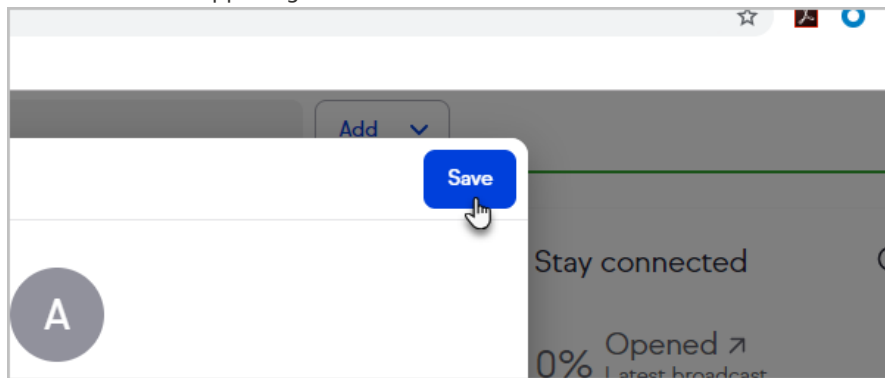 Add
Save
Stay connected
A
Opened ↗
0%
Latest broadcast